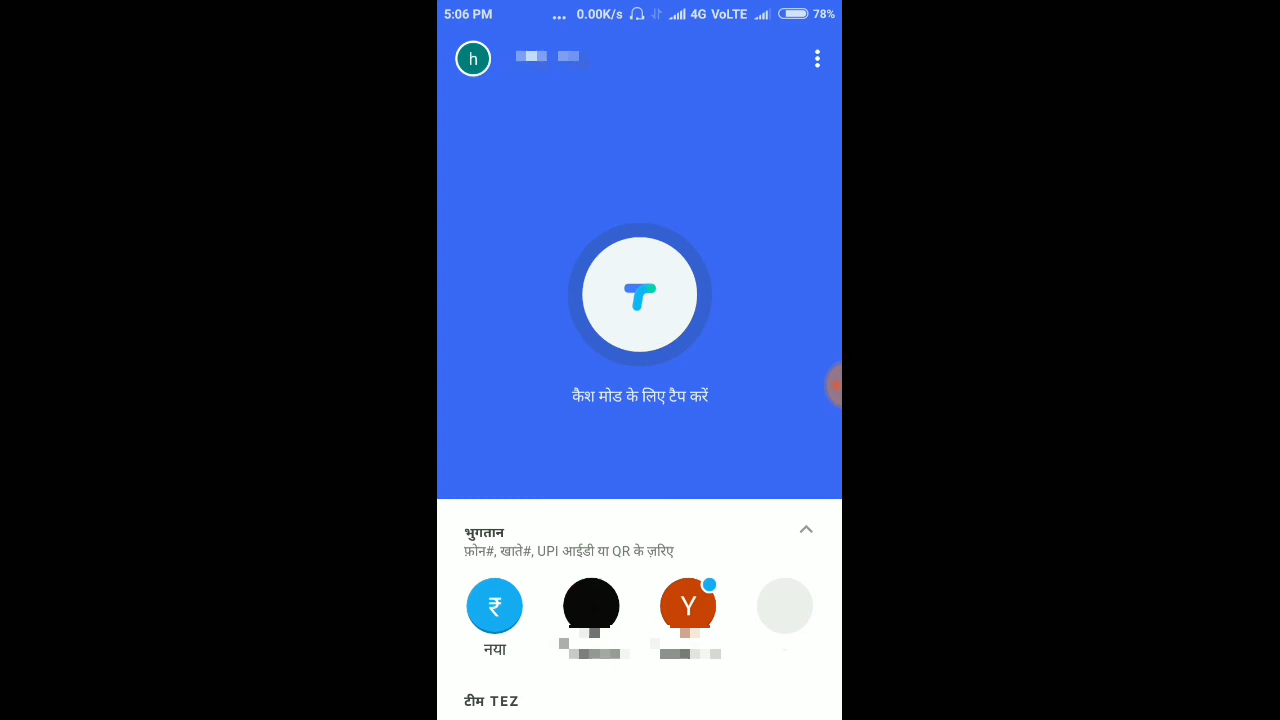 5:06 PM ... 0.00K/s 4G VoLTE 78%
h
कैश मोड के लिए टैप करें
भुगतान
फ़ोन#, खाते#, UPI आईडी या QR के ज़रिए
₹ Y
नया
टीम TEZ